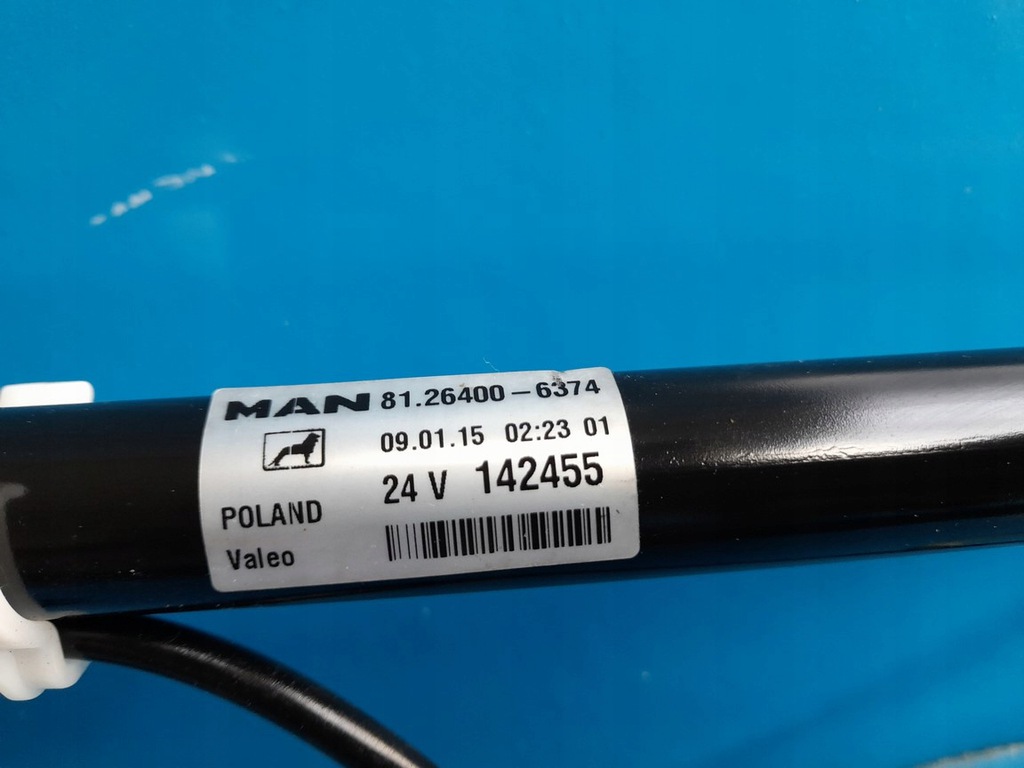 MAN 81.26400-6374
09.01.15 02:23 01
24 V 142455
POLAND
Valeo